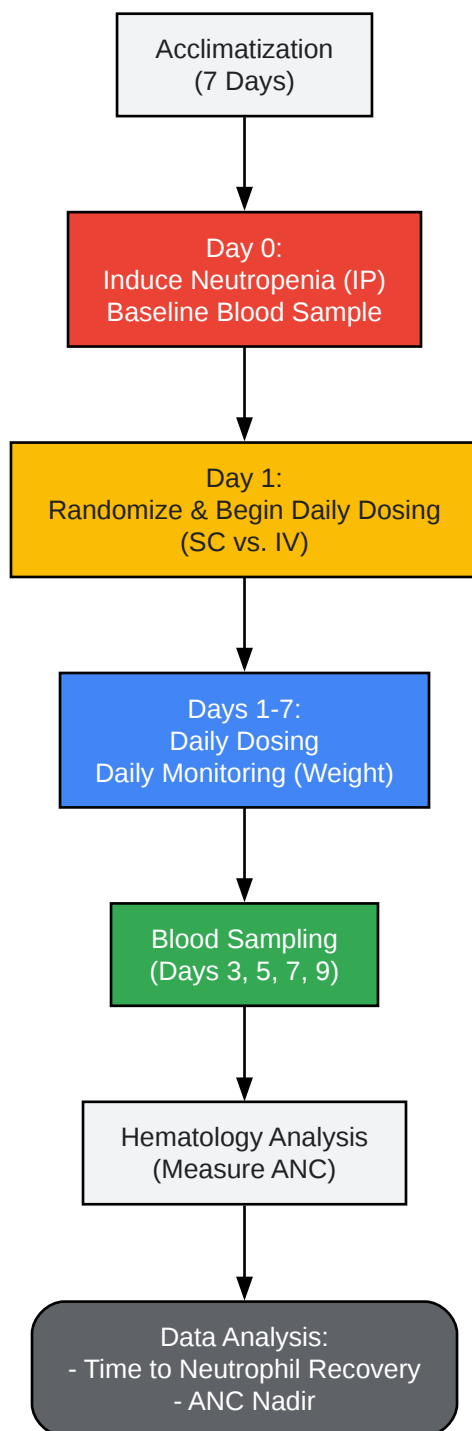 Acclimatization
(7 Days)
Day 0:
Induce Neutropenia (IP)
Baseline Blood Sample
Day 1:
Randomize & Begin Daily Dosing
(SC vs. IV)
Days 1-7:
Daily Dosing
Daily Monitoring (Weight)
Blood Sampling
(Days 3, 5, 7, 9)
Hematology Analysis
(Measure ANC)
Data Analysis:
- Time to Neutrophil Recovery
- ANC Nadir